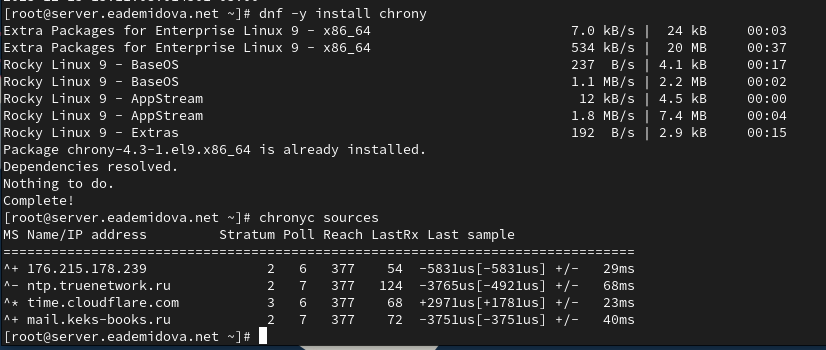 [root@server.eademidova.net ~]# dnf -y install chrony
Extra Packages for Enterprise Linux 9 - x86_64                         7.0 kB/s |  24 kB     00:03
Extra Packages for Enterprise Linux 9 - x86_64                         534 kB/s |  20 MB     00:37
Rocky Linux 9 - BaseOS                                                 237  B/s | 4.1 kB     00:17
Rocky Linux 9 - BaseOS                                                 1.1 MB/s | 2.2 MB     00:02
Rocky Linux 9 - AppStream                                               12 kB/s | 4.5 kB     00:00
Rocky Linux 9 - AppStream                                              1.8 MB/s | 7.4 MB     00:04
Rocky Linux 9 - Extras                                                 192  B/s | 2.9 kB     00:15
Package chrony-4.3-1.el9.x86_64 is already installed.
Dependencies resolved.
Nothing to do.
Complete!
[root@server.eademidova.net ~]# chronyc sources
MS Name/IP address         Stratum Poll Reach LastRx Last sample
===============================================================================
^+ 176.215.178.239               2   6   377    54  -5831us[-5831us] +/-   29ms
^- ntp.truenetwork.ru            2   7   377   124  -3765us[-4921us] +/-   68ms
^* time.cloudflare.com           3   6   377    68  +2971us[+1781us] +/-   23ms
^+ mail.keks-books.ru            2   7   377    72  -3751us[-3751us] +/-   40ms
[root@server.eademidova.net ~]#